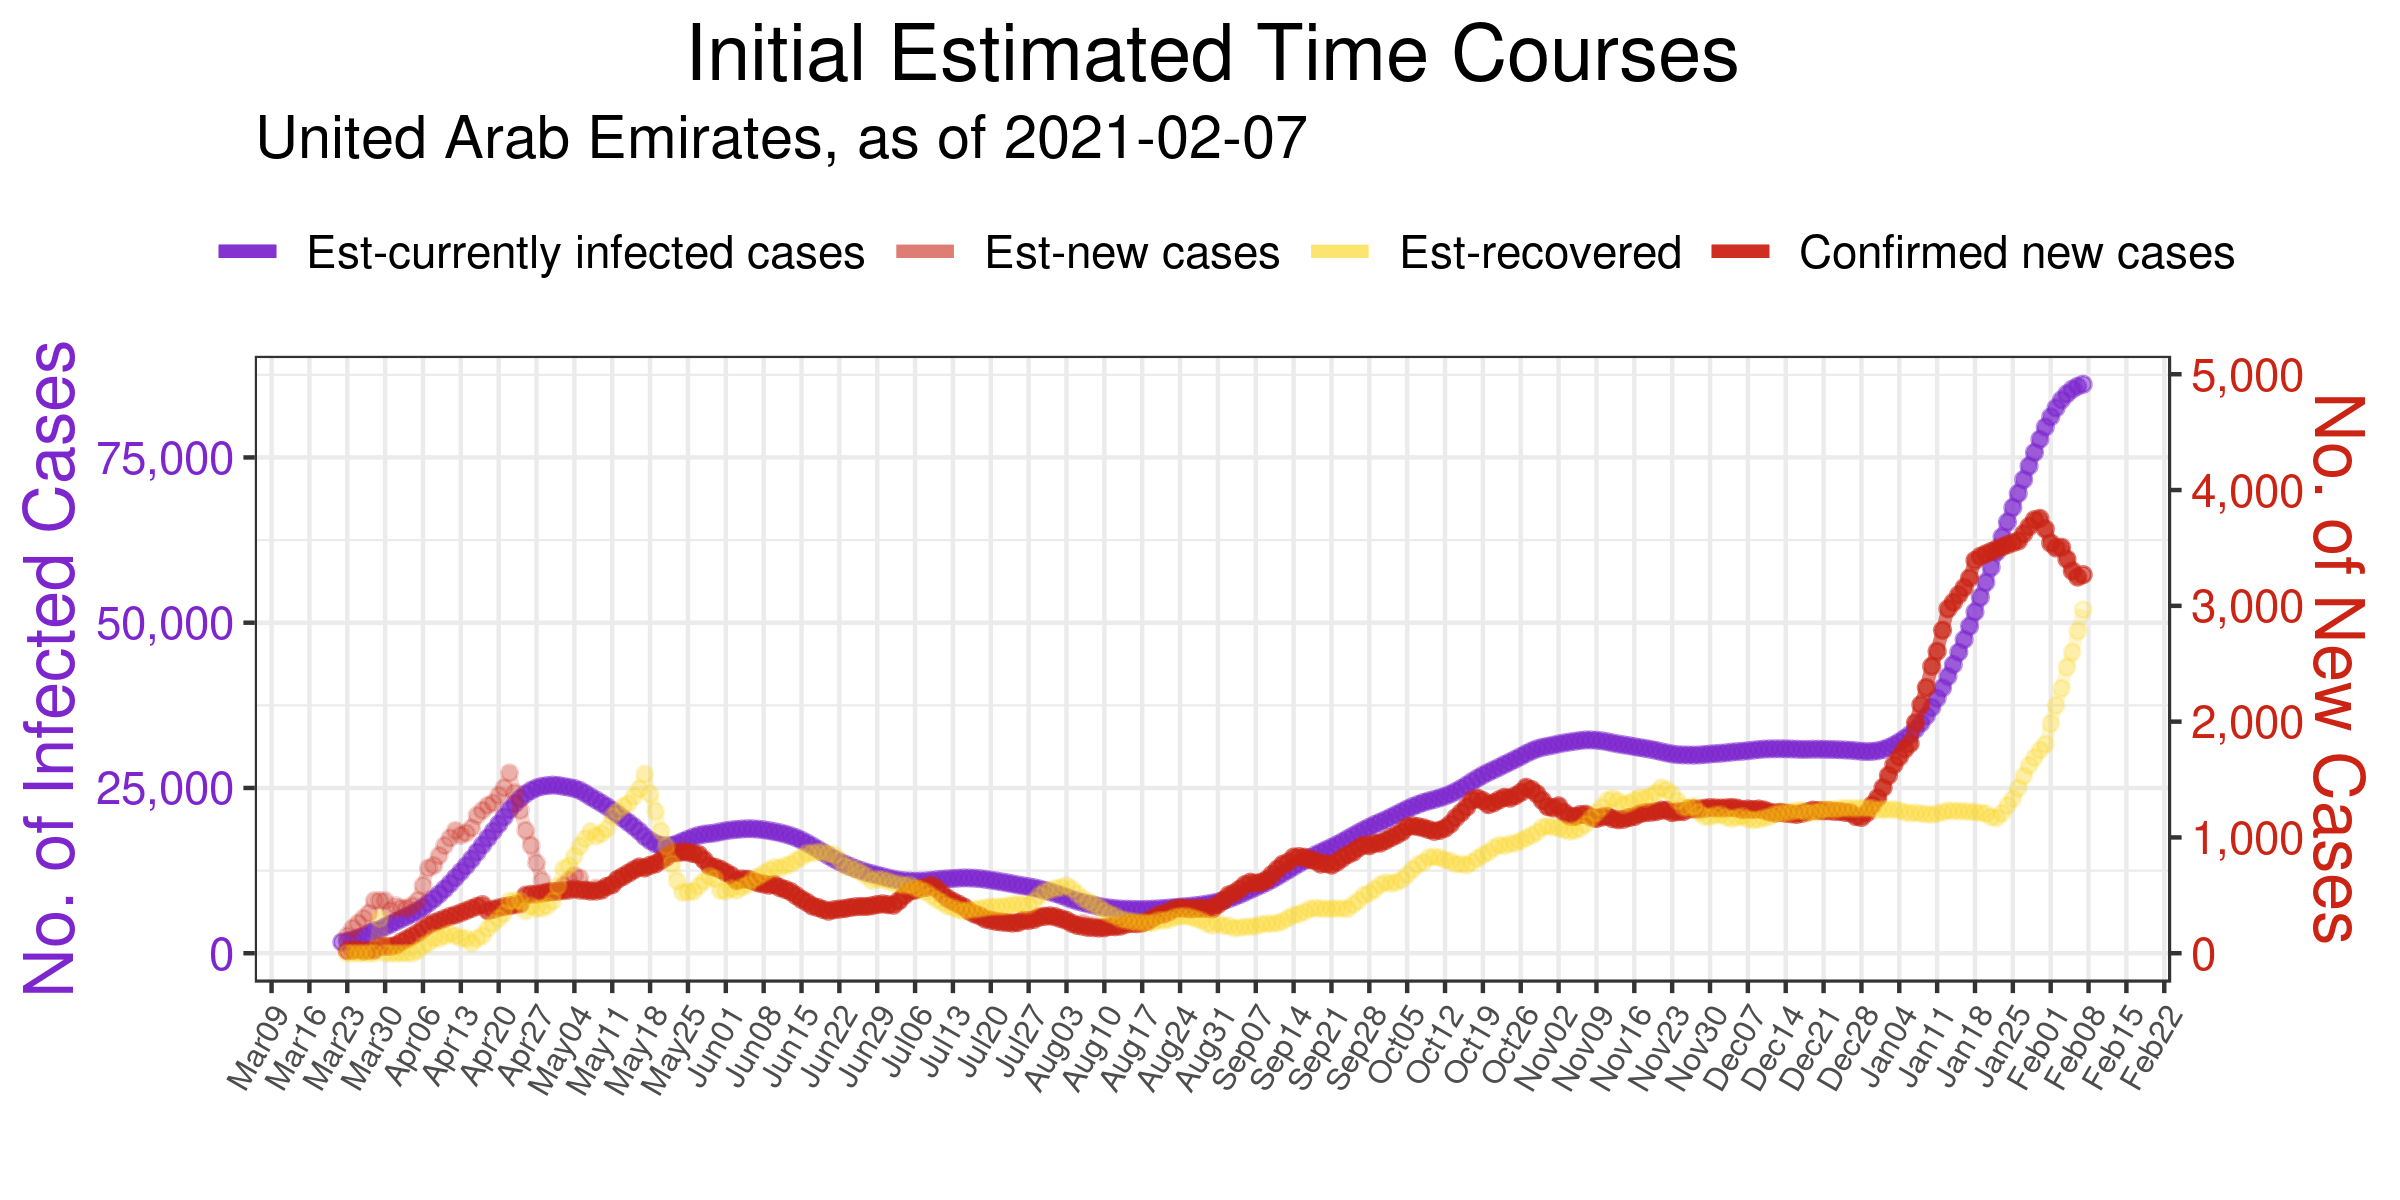 Initial Estimated Time Courses
United Arab Emirates, as of 2021-02-07
Est-currently infected cases Est-new cases Est-recovered Confirmed new cases
No. of Infected Cases
75,000
50,000
25,000
0
5,000
4,000
3,000
2,000
1,000
0
No. of New Cases
Mar09 Mar16 Mar23 Mar30 Apr06 Apr13 Apr20 Apr27 May04 May11 May18 May25 Jun01 Jun08 Jun15 Jun22 Jun29 Jul06 Jul13 Jul20 Jul27 Aug03 Aug10 Aug17 Aug24 Aug31 Sep07 Sep14 Sep21 Sep28 Oct05 Oct12 Oct19 Oct26 Nov02 Nov09 Nov16 Nov23 Nov30 Dec07 Dec14 Dec21 Dec28 Jan04 Jan11 Jan18 Jan25 Feb01 Feb08 Feb15 Feb22